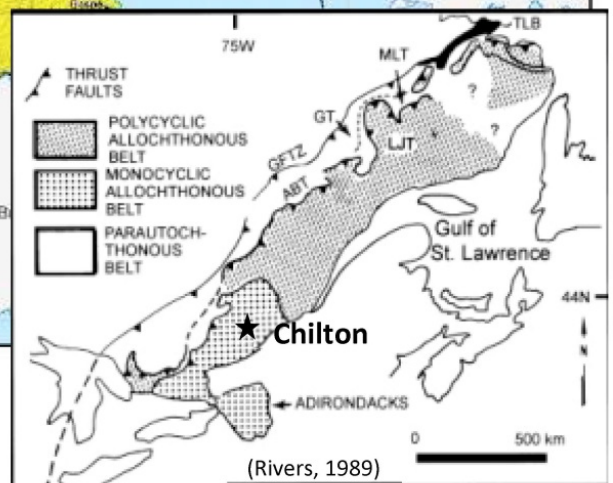 Gaspé
75W
TLB
MLT
THRUST
FAULTS
GT
?
?
POLYCYCLIC
ALLOCHTHONOUS
BELT
LJT
GFTZ
MONOCYCLIC
ALLOCHTHONOUS
BELT
ABT
PARAUTOCH-
THONOUS
BELT
Gulf of
St. Lawrence
44N
Chilton
N
ADIRONDACKS
0 500 km
(Rivers, 1989)